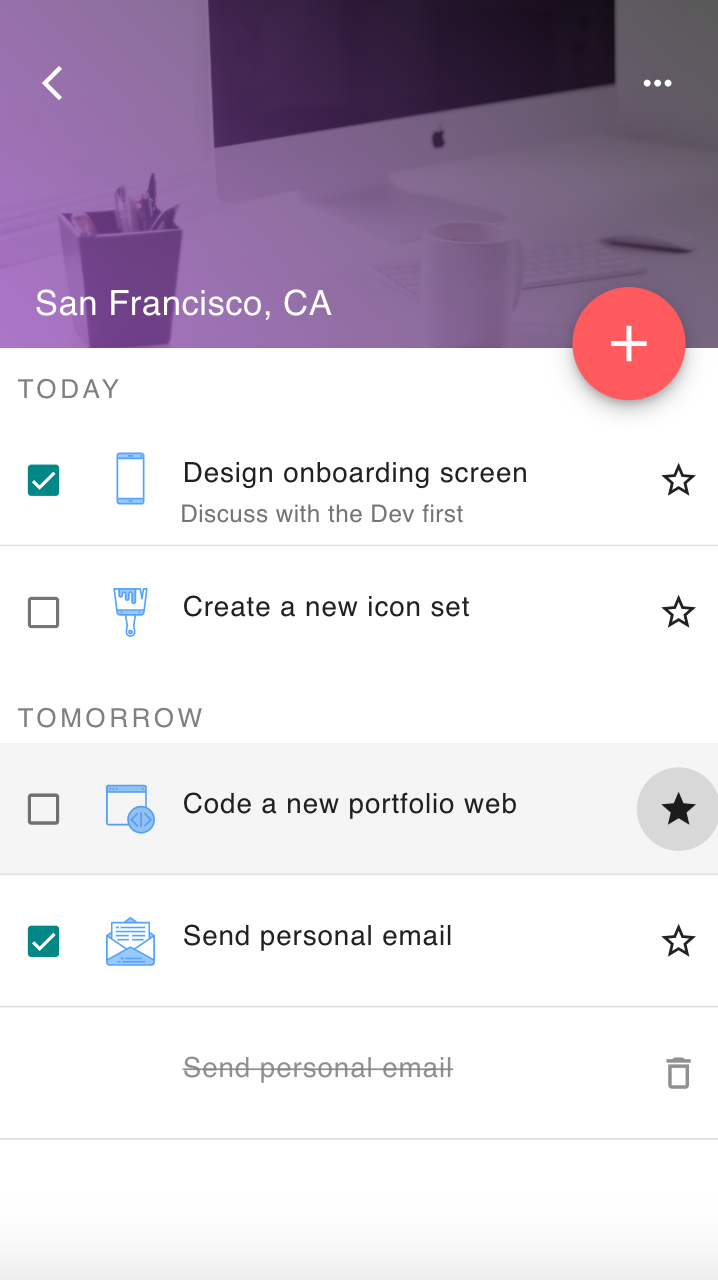 San Francisco, CA
TODAY
Design onboarding screen
Discuss with the Dev first
Create a new icon set
TOMORROW
Code a new portfolio web
Send personal email
Send personal email